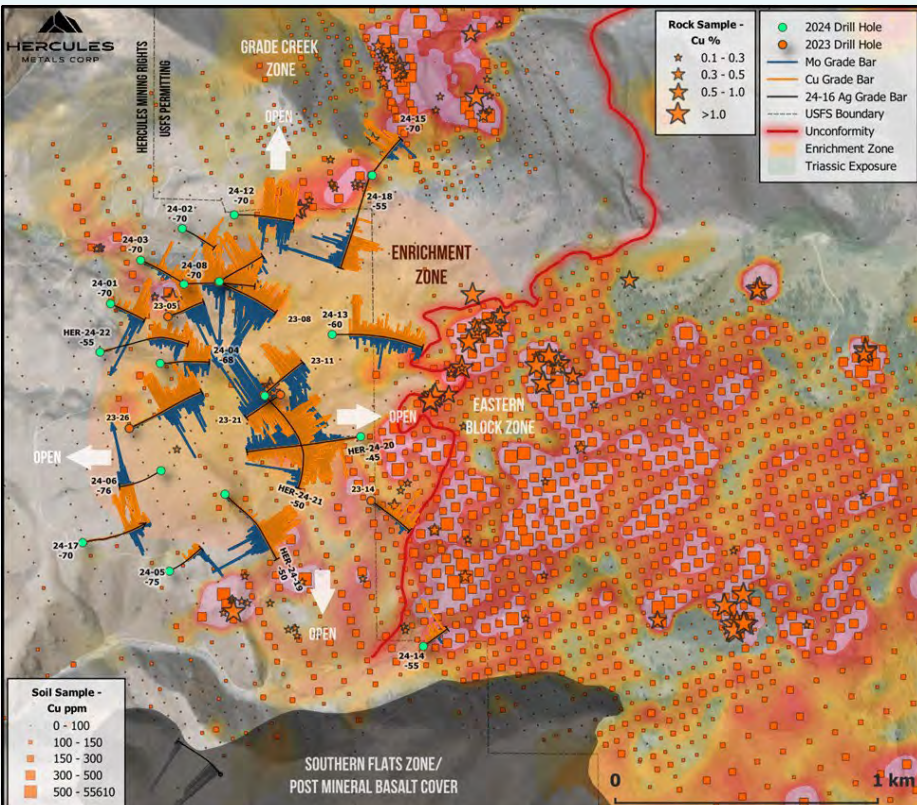 HERCULES
METALS CORP
HERCULES MINING RIGHTS
USFS PERMITTING
GRADE CREEK
ZONE
OPEN
Rock Sample -
Cu %
0.1 - 0.3
0.3 - 0.5
0.5 - 1.0
>1.0
2024 Drill Hole
2023 Drill Hole
Mo Grade Bar
Cu Grade Bar
24-16 Ag Grade Bar
USFS Boundary
Unconformity
Enrichment Zone
Triassic Exposure
24-15
-70
24-18
-55
24-12
-70
24-02
-70
24-03
-70
24-08
-70
ENRICHMENT
ZONE
24-01
-70
23-05
23-08
24-13
-60
HER-24-22
-55
24-04
-68
23-11
23-26
23-21
OPEN
EASTERN
BLOCK ZONE
OPEN
HER-24-20
-45
24-06
-76
HER-24-21
-50
23-14
24-17
-70
24-05
-75
HER-24-19
-50
OPEN
24-14
-55
Soil Sample -
Cu ppm
0 - 100
100 - 150
150 - 300
300 - 500
500 - 55610
SOUTHERN FLATS ZONE/
POST MINERAL BASALT COVER
0
1 km